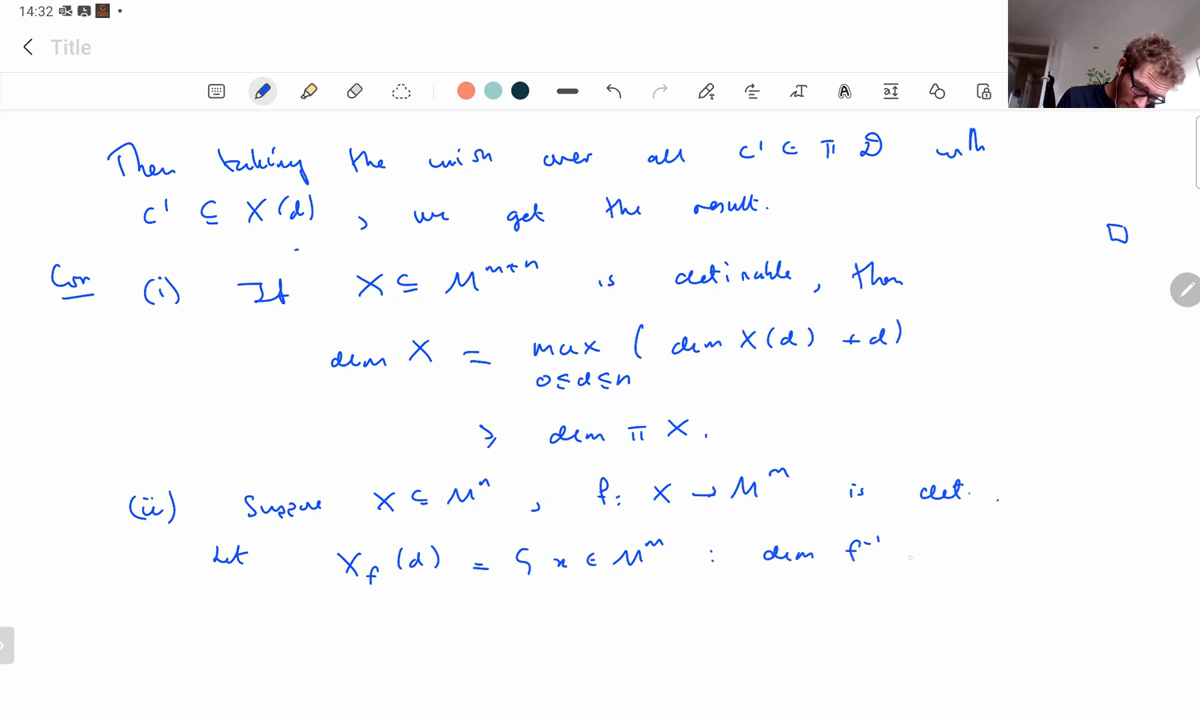 14:32
Title
Then taking the union over all C' ∈ π 𝒟 with
C' ⊆ X(d), we get the result.
□
Cor (i) If X ⊆ M^{m+n} is definable, then
dim X = max_{0≤d≤n} ( dim X(d) + d)
≥ dim π X.
(ii) Suppose X ⊆ M^n, f: X → M^m is def.
Let X_f(d) = { x ∈ M^m : dim f^{-1}